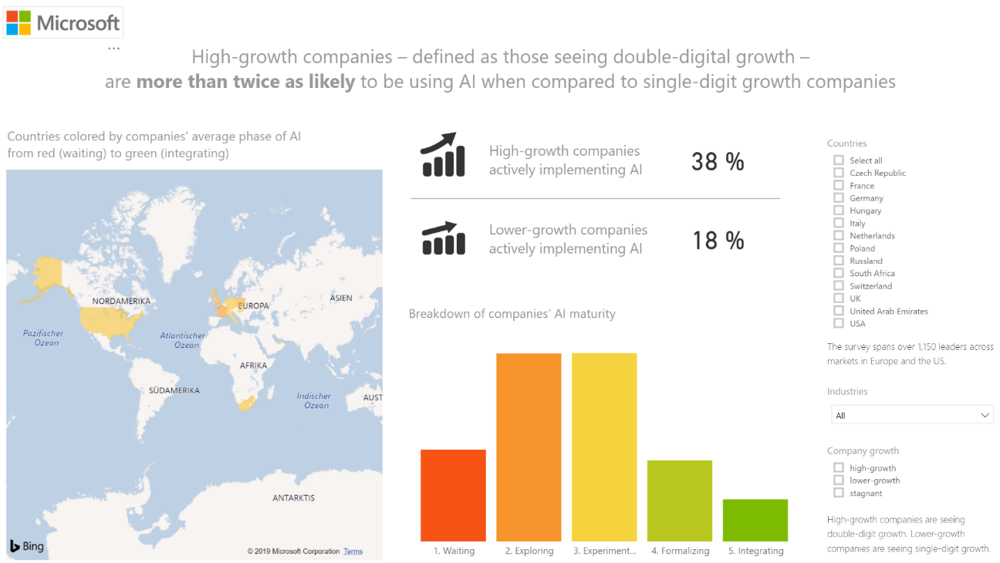 Microsoft
...
High-growth companies – defined as those seeing double-digital growth –
are more than twice as likely to be using AI when compared to single-digit growth companies
Countries colored by companies' average phase of AI
from red (waiting) to green (integrating)
NORDAMERIKA
EUROPA
ASIEN
Pazifischer
Ozean
Atlantischer
Ozean
AFRIKA
SÜDAMERIKA
Indischer
Ozean
AUST
ANTARKTIS
Bing
© 2019 Microsoft Corporation Terms
High-growth companies
actively implementing AI
38 %
Lower-growth companies
actively implementing AI
18 %
Breakdown of companies' AI maturity
1. Waiting
2. Exploring
3. Experiment...
4. Formalizing
5. Integrating
Countries
Select all
Czech Republic
France
Germany
Hungary
Italy
Netherlands
Poland
Russland
South Africa
Switzerland
UK
United Arab Emirates
USA
The survey spans over 1,150 leaders across
markets in Europe and the US.
Industries
All
Company growth
high-growth
lower-growth
stagnant
High-growth companies are seeing
double-digit growth. Lower-growth
companies are seeing single-digit growth.